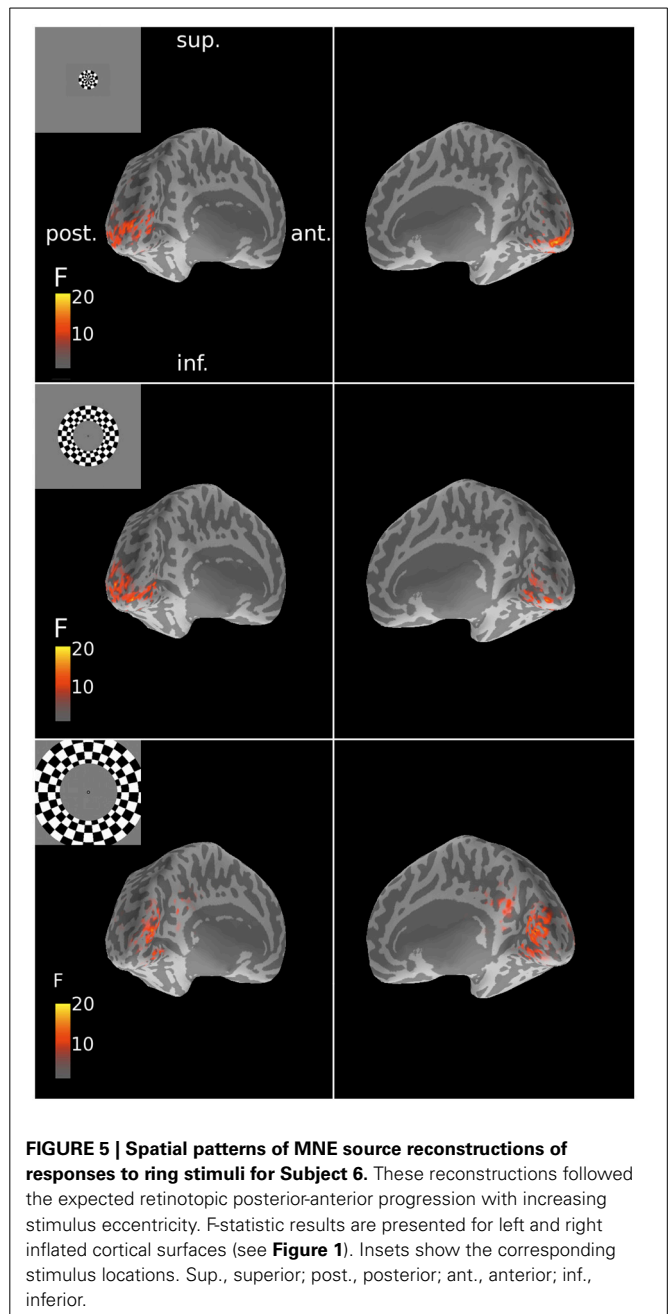 sup.
post.
ant.
F
20
10
inf.
F
20
10
F
20
10
FIGURE 5 | Spatial patterns of MNE source reconstructions of
responses to ring stimuli for Subject 6. These reconstructions followed
the expected retinotopic posterior-anterior progression with increasing
stimulus eccentricity. F-statistic results are presented for left and right
inflated cortical surfaces (see Figure 1). Insets show the corresponding
stimulus locations. Sup., superior; post., posterior; ant., anterior; inf.,
inferior.